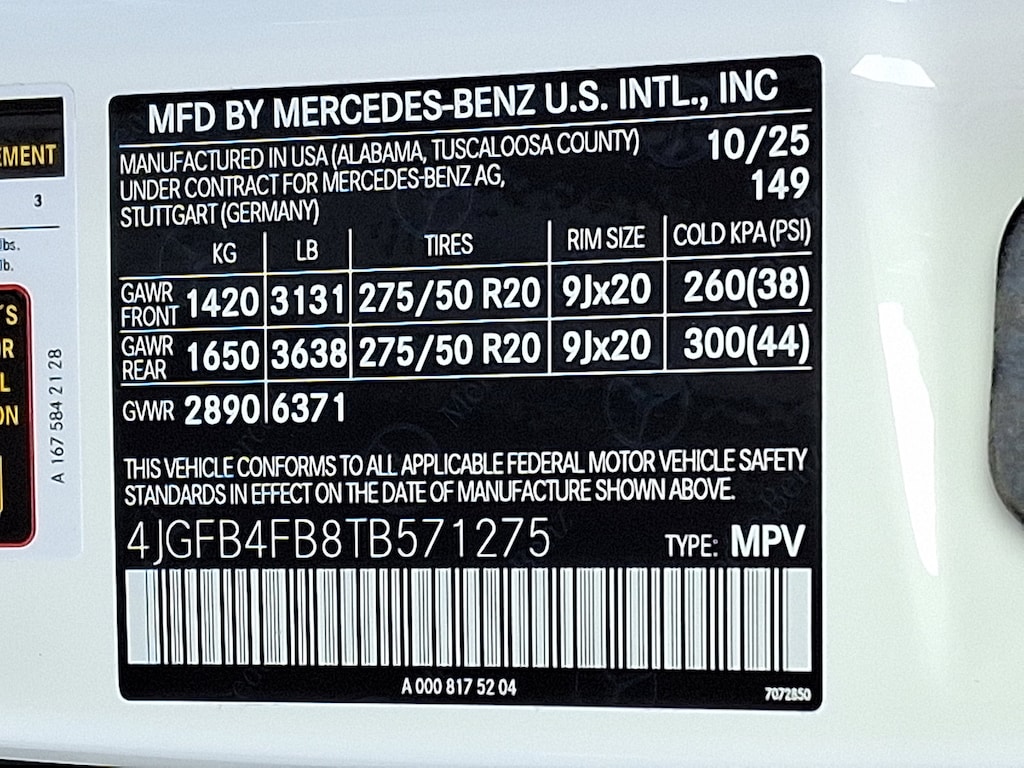 MFD BY MERCEDES-BENZ U.S. INTL., INC
MANUFACTURED IN USA (ALABAMA, TUSCALOOSA COUNTY) 10/25
UNDER CONTRACT FOR MERCEDES-BENZ AG, 149
STUTTGART (GERMANY)
KG LB TIRES RIM SIZE COLD KPA (PSI)
GAWR FRONT 1420 3131 275/50 R20 9Jx20 260(38)
GAWR REAR 1650 3638 275/50 R20 9Jx20 300(44)
GVWR 2890 6371
THIS VEHICLE CONFORMS TO ALL APPLICABLE FEDERAL MOTOR VEHICLE SAFETY
STANDARDS IN EFFECT ON THE DATE OF MANUFACTURE SHOWN ABOVE.
4JGFB4FB8TB571275 TYPE: MPV
A 000 817 52 04 7072850
EMENT
3
lbs.
lb.
'S
OR
L
ON
A 167 584 21 28